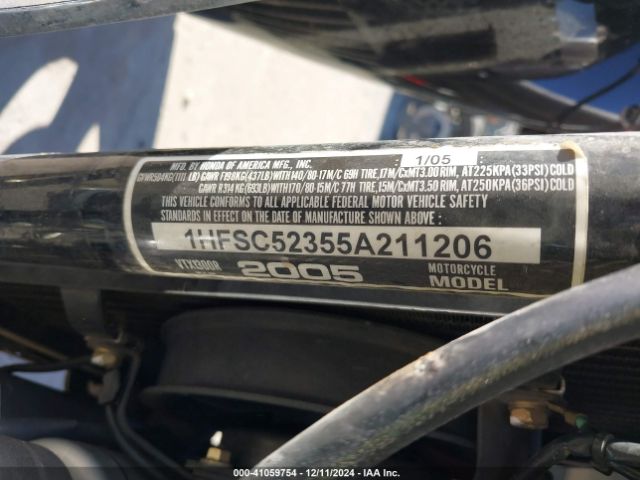 MFD. BY HONDA OF AMERICA MFG., INC. 1/05
GVWR504KG(1111 LB) GAWR F198KG(437LB)WITH140/80-17M/C 69H TIRE,17M/CxMT3.00 RIM, AT225KPA(33PSI)COLD
GAWR R314KG(693LB)WITH170/80-15M/C 77H TIRE,15M/CxMT3.50 RIM, AT250KPA(36PSI)COLD
THIS VEHICLE CONFORMS TO ALL APPLICABLE FEDERAL MOTOR VEHICLE SAFETY
STANDARDS IN EFFECT ON THE DATE OF MANUFACTURE SHOWN ABOVE.
1HFSC52355A211206
VTX1300R 2005 MOTORCYCLE
MODEL
000-41059754 - 12/11/2024 - IAA Inc.